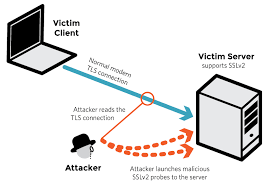 Victim
Client
Victim Server
supports SSLv2
Normal modern
TLS connection
Attacker reads the
TLS connection
Attacker
Attacker launches malicious
SSLv2 probes to the server